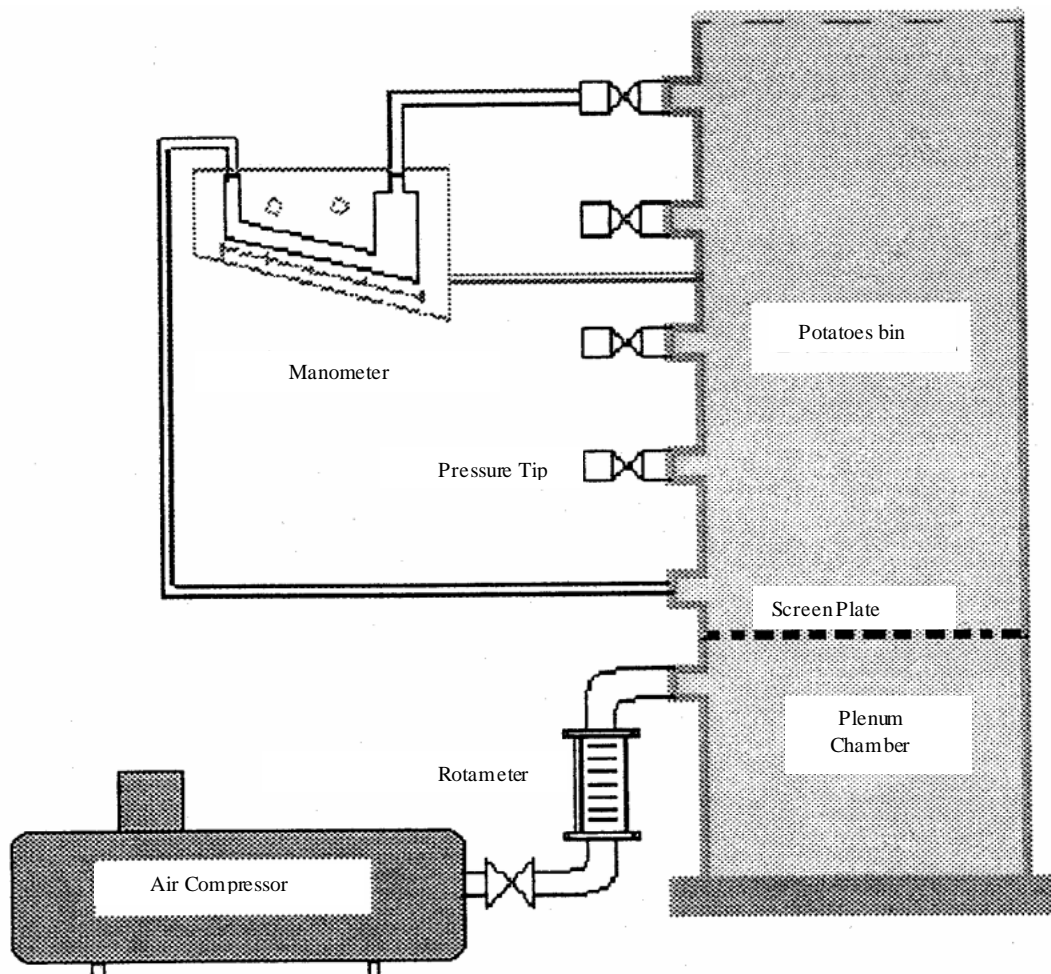 Potatoes bin
Manometer
Pressure Tip
Screen Plate
Plenum
Chamber
Rotameter
Air Compressor